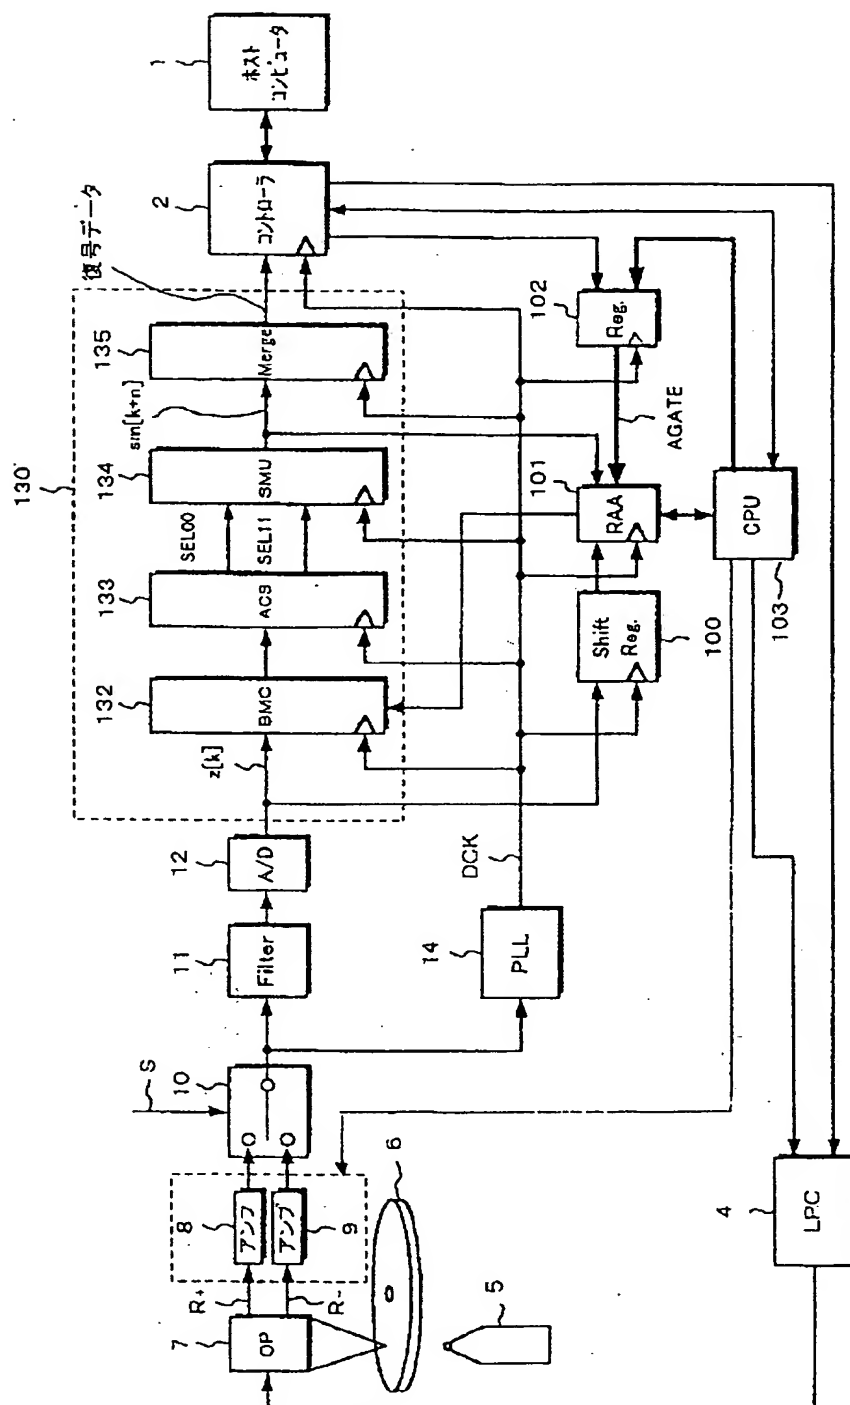 1
ホスト
コンピュータ
2
コントローラ
復号データ
130
135
Merge
sm[k+n]
134
SMU
SEL00
SEL11
133
ACS
132
BMC
z[k]
12
A/D
11
Filter
10
S
8
アンプ
アンプ
9
R+
R-
7
OP
6
5
14
PLL
DCK
102
Reg.
AGATE
101
RAA
Shift
Reg.
100
CPU
103
4
LPC